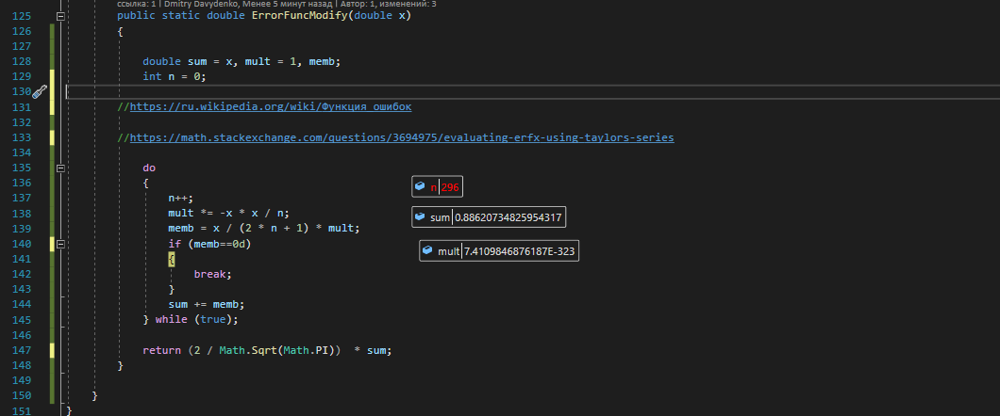 ссылка: 1 | Dmitry Davydenko, Менее 5 минут назад | Автор: 1, изменений: 3
125 public static double ErrorFuncModify(double x)
126 {
127
128 double sum = x, mult = 1, memb;
129 int n = 0;
130
131 //https://ru.wikipedia.org/wiki/Функция_ошибок
132
133 //https://math.stackexchange.com/questions/3694975/evaluating-erfx-using-taylors-series
134
135 do
136 {
n 296
137 n++;
138 mult *= -x * x / n;
sum 0.88620734825954317
139 memb = x / (2 * n + 1) * mult;
140 if (memb==0d)
mult 7.4109846876187E-323
141 {
142 break;
143 }
144 sum += memb;
145 } while (true);
146
147 return (2 / Math.Sqrt(Math.PI)) * sum;
148 }
149
150 }
151 }